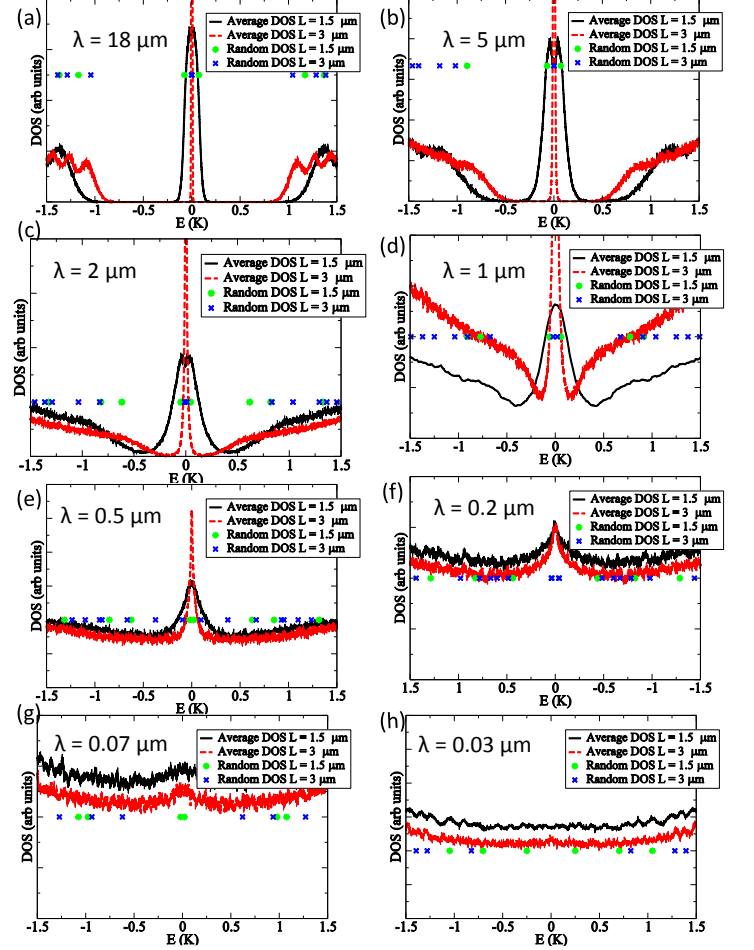 (a)
λ = 18 μm
Average DOS L = 1.5 μm
Average DOS L = 3 μm
Random DOS L = 1.5 μm
Random DOS L = 3 μm
DOS (arb units)
-1.5 -1 -0.5 0 0.5 1 1.5
E (K)
(b)
λ = 5 μm
Average DOS L = 1.5 μm
Average DOS L = 3 μm
Random DOS L = 1.5 μm
Random DOS L = 3 μm
DOS (arb units)
-1.5 -1 -0.5 0 0.5 1 1.5
E (K)
(c)
λ = 2 μm
Average DOS L = 1.5 μm
Average DOS L = 3 μm
Random DOS L = 1.5 μm
Random DOS L = 3 μm
DOS (arb units)
-1.5 -1 -0.5 0 0.5 1 1.5
E (K)
(d)
λ = 1 μm
Average DOS L = 1.5 μm
Average DOS L = 3 μm
Random DOS L = 1.5 μm
Random DOS L = 3 μm
DOS (arb units)
-1.5 -1 -0.5 0 0.5 1 1.5
E (K)
(e)
λ = 0.5 μm
Average DOS L = 1.5 μm
Average DOS L = 3 μm
Random DOS L = 1.5 μm
Random DOS L = 3 μm
DOS (arb units)
-1.5 -1 -0.5 0 0.5 1 1.5
E (K)
(f)
λ = 0.2 μm
Average DOS L = 1.5 μm
Average DOS L = 3 μm
Random DOS L = 1.5 μm
Random DOS L = 3 μm
DOS (arb units)
1.5 1 0.5 0 -0.5 -1 -1.5
E (K)
(g)
λ = 0.07 μm
Average DOS L = 1.5 μm
Average DOS L = 3 μm
Random DOS L = 1.5 μm
Random DOS L = 3 μm
DOS (arb units)
-1.5 -1 -0.5 0 0.5 1 1.5
E (K)
(h)
λ = 0.03 μm
Average DOS L = 1.5 μm
Average DOS L = 3 μm
Random DOS L = 1.5 μm
Random DOS L = 3 μm
DOS (arb units)
-1.5 -1 -0.5 0 0.5 1 1.5
E (K)